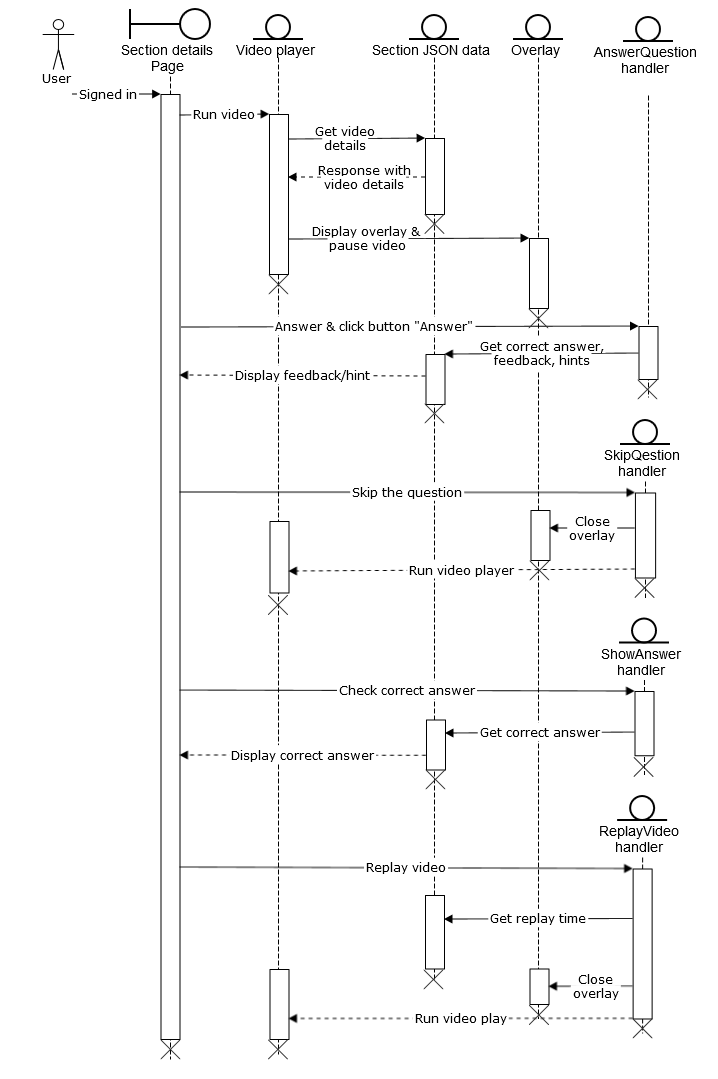 User
Section details
Page
Video player
Section JSON data
Overlay
AnswerQuestion
handler
Signed in
Run video
Get video
details
Response with
video details
Display overlay &
pause video
Answer & click button "Answer"
Get correct answer,
feedback, hints
Display feedback/hint
SkipQestion
handler
Skip the question
Close
overlay
Run video player
ShowAnswer
handler
Check correct answer
Get correct answer
Display correct answer
ReplayVideo
handler
Replay video
Get replay time
Close
overlay
Run video play